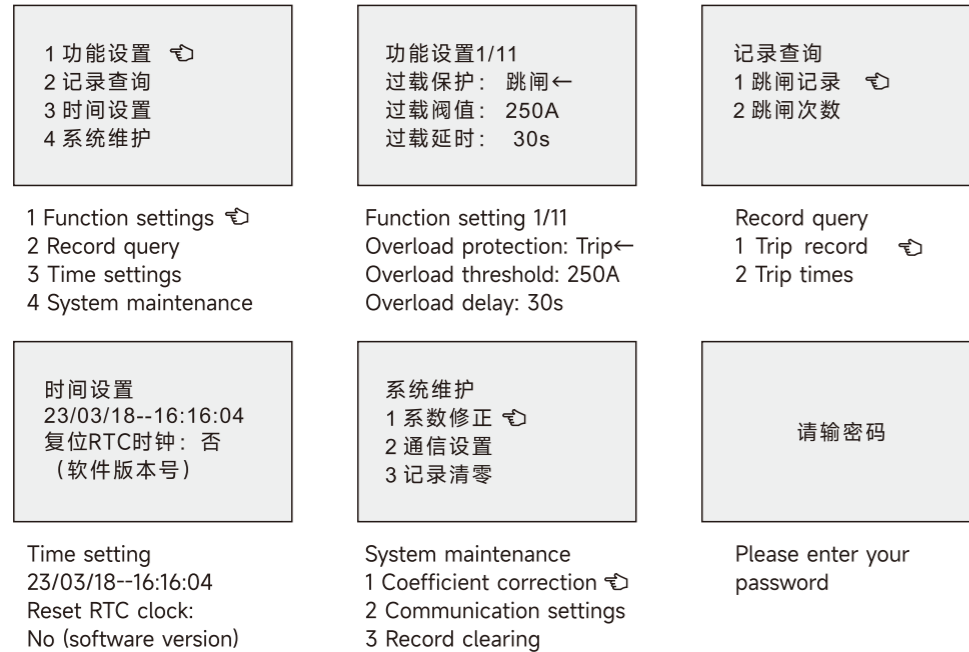 1 功能设置
2 记录查询
3 时间设置
4 系统维护
1 Function settings
2 Record query
3 Time settings
4 System maintenance
功能设置1/11
过载保护： 跳闸←
过载阀值： 250A
过载延时： 30s
Function setting 1/11
Overload protection: Trip←
Overload threshold: 250A
Overload delay: 30s
记录查询
1 跳闸记录
2 跳闸次数
Record query
1 Trip record
2 Trip times
时间设置
23/03/18--16:16:04
复位RTC时钟： 否
（软件版本号）
Time setting
23/03/18--16:16:04
Reset RTC clock:
No (software version)
系统维护
1 系数修正
2 通信设置
3 记录清零
System maintenance
1 Coefficient correction
2 Communication settings
3 Record clearing
请输密码
Please enter your
password